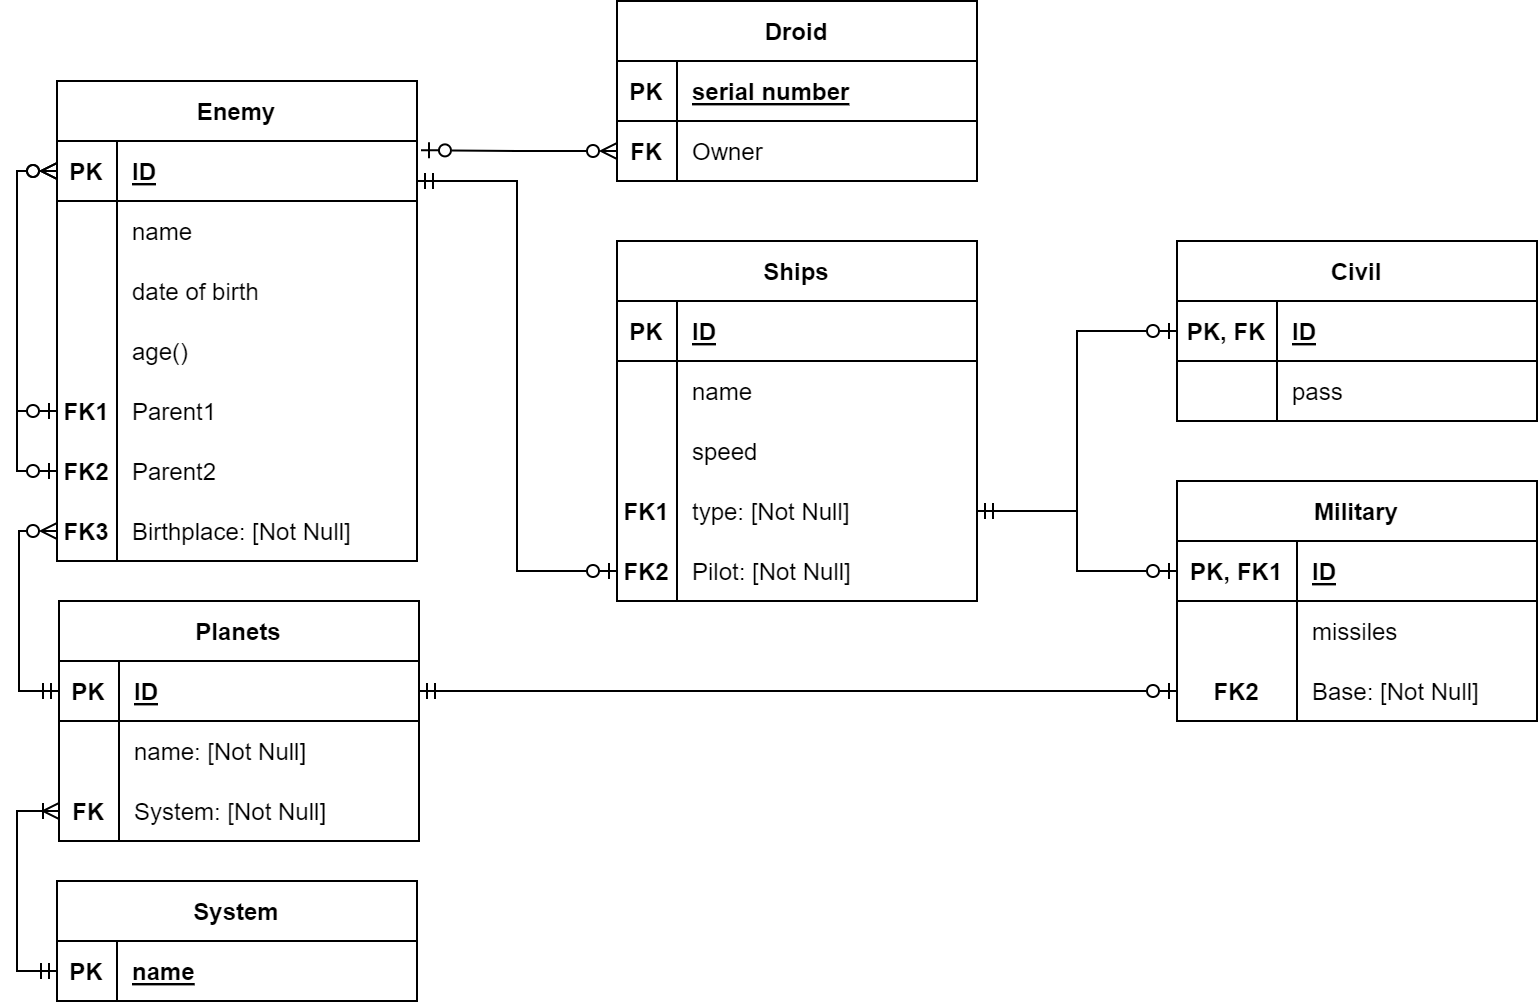 Droid
PK serial number
FK Owner
Enemy
PK ID
name
date of birth
age()
FK1 Parent1
FK2 Parent2
FK3 Birthplace: [Not Null]
Ships
PK ID
name
speed
FK1 type: [Not Null]
FK2 Pilot: [Not Null]
Civil
PK, FK ID
pass
Military
PK, FK1 ID
missiles
FK2 Base: [Not Null]
Planets
PK ID
name: [Not Null]
FK System: [Not Null]
System
PK name